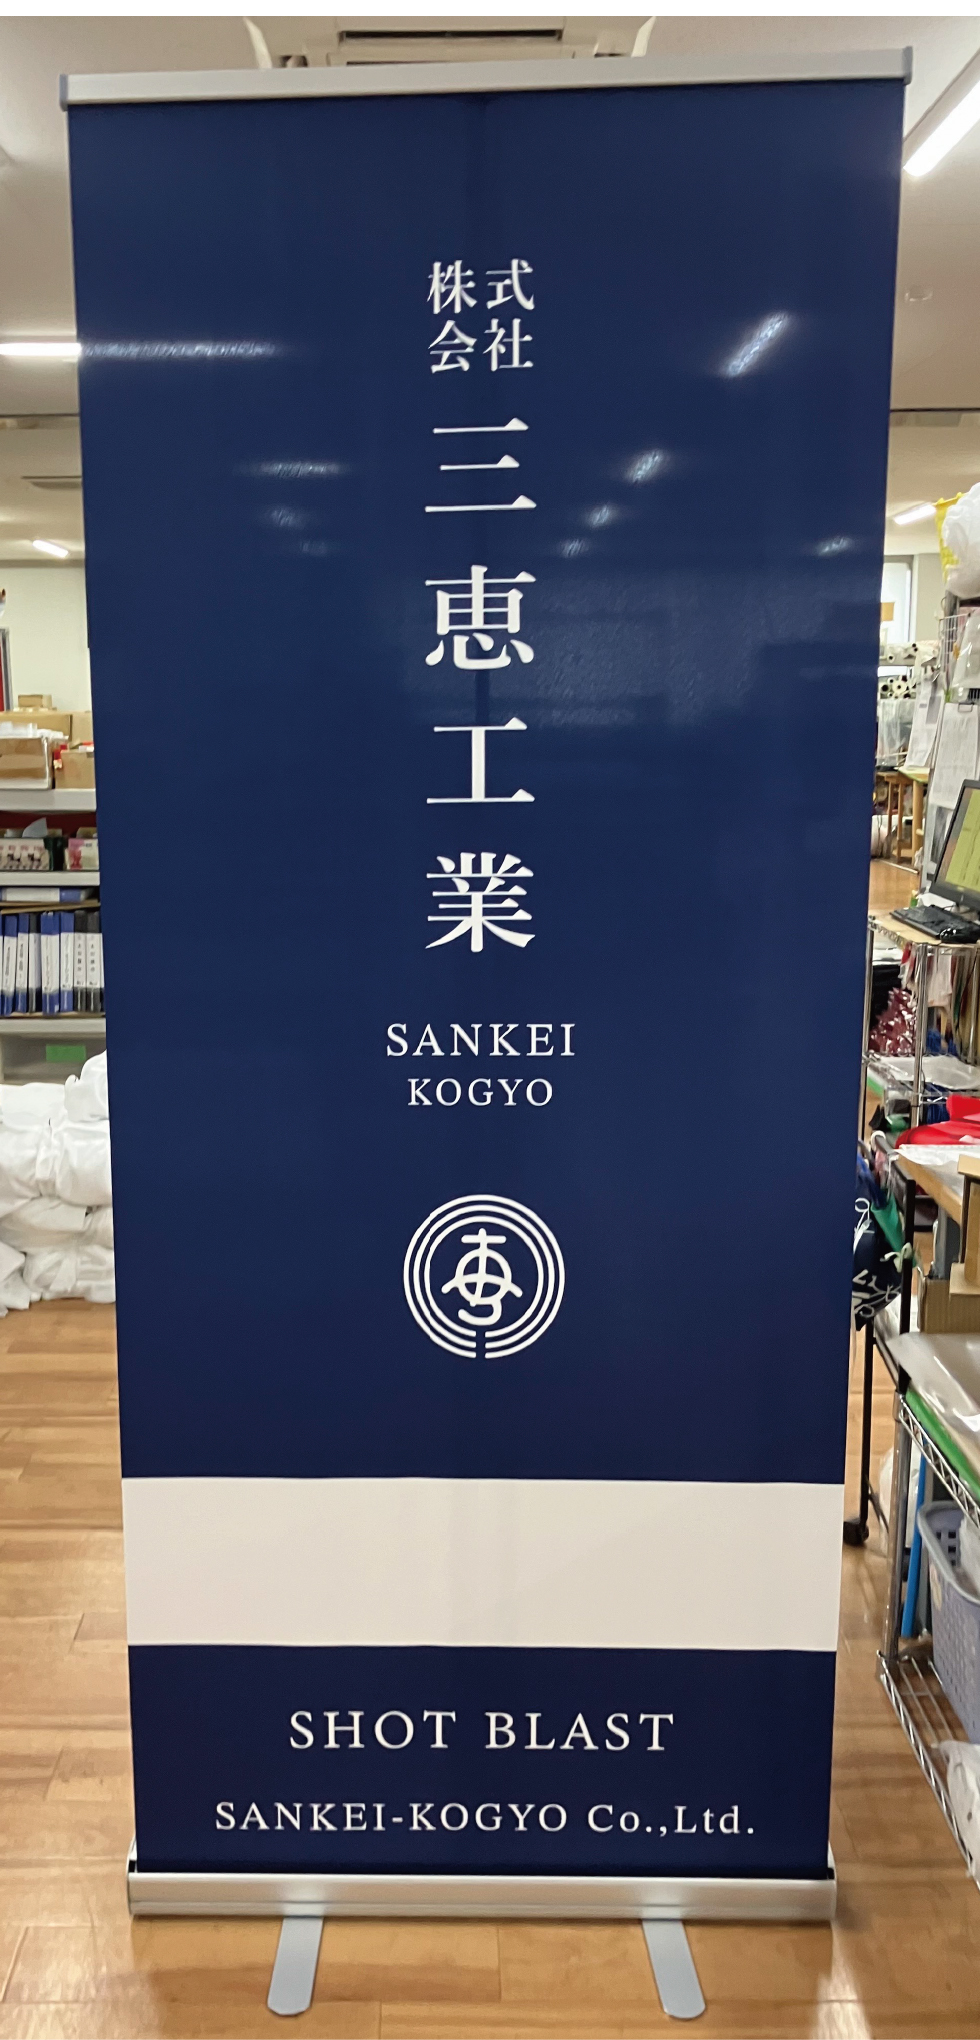 株式
会社
三恵工業
SANKEI
KOGYO
SHOT BLAST
SANKEI-KOGYO Co.,Ltd.